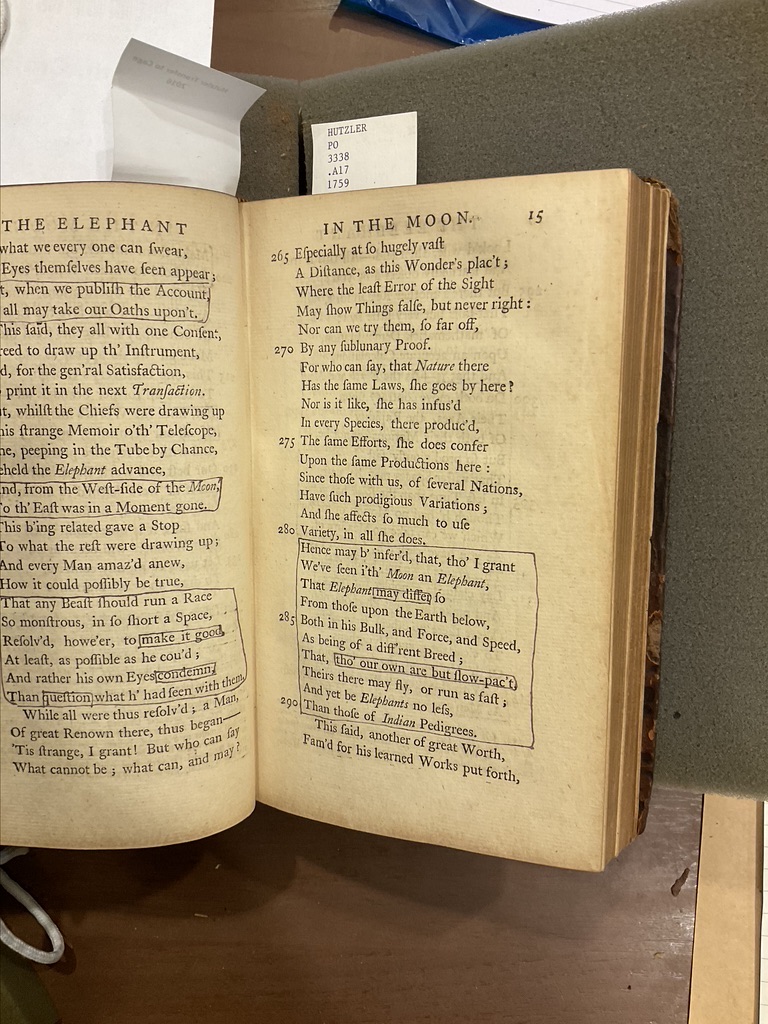 HUTZLER
PO
3338
.A17
1759
THE ELEPHANT
what we every one can ſwear,
Eyes themſelves have ſeen appear;
t, when we publiſh the Account,
all may take our Oaths upon't.
his ſaid, they all with one Conſent,
eed to draw up th' Inſtrument,
d, for the gen'ral Satisfaction,
print it in the next Tranſaction.
t, whilſt the Chiefs were drawing up
his ſtrange Memoir o'th' Teleſcope,
ne, peeping in the Tube by Chance,
eheld the Elephant advance,
nd, from the Weſt-ſide of the Moon,
o th' Eaſt was in a Moment gone.
This b'ing related gave a Stop
To what the reſt were drawing up;
And every Man amaz'd anew,
How it could poſſibly be true,
That any Beaſt ſhould run a Race
So monſtrous, in ſo ſhort a Space,
Reſolv'd, howe'er, to make it good,
At leaſt, as poſſible as he cou'd;
And rather his own Eyes condemn,
Than queſtion what h' had ſeen with them.
While all were thus reſolv'd; a Man,
Of great Renown there, thus began—
'Tis ſtrange, I grant! But who can ſay
What cannot be; what can, and may?
IN THE MOON. 15
265 Eſpecially at ſo hugely vaſt
A Diſtance, as this Wonder's plac't;
Where the leaſt Error of the Sight
May ſhow Things falſe, but never right:
Nor can we try them, ſo far off,
270 By any ſublunary Proof.
For who can ſay, that Nature there
Has the ſame Laws, ſhe goes by here?
Nor is it like, ſhe has infus'd
In every Species, there produc'd,
275 The ſame Efforts, ſhe does confer
Upon the ſame Productions here:
Since thoſe with us, of ſeveral Nations,
Have ſuch prodigious Variations;
And ſhe affects ſo much to uſe
280 Variety, in all ſhe does.
Hence may b' infer'd, that, tho' I grant
We've ſeen i'th' Moon an Elephant,
That Elephant may differ ſo
From thoſe upon the Earth below,
285 Both in his Bulk, and Force, and Speed,
As being of a diff'rent Breed;
That, tho' our own are but ſlow-pac't,
Theirs there may fly, or run as faſt;
And yet be Elephants no leſs,
290 Than thoſe of Indian Pedigrees.
This ſaid, another of great Worth,
Fam'd for his learned Works put forth,